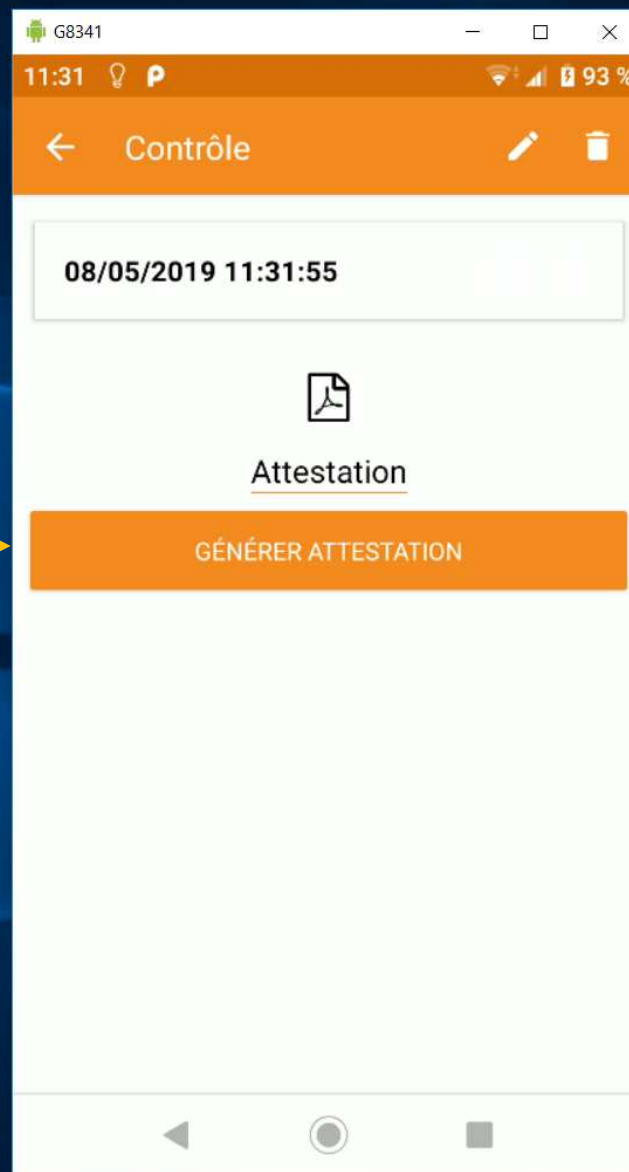 G8341
11:31 P 93 %
Contrôle
08/05/2019 11:31:55
Attestation
GÉNÉRER ATTESTATION